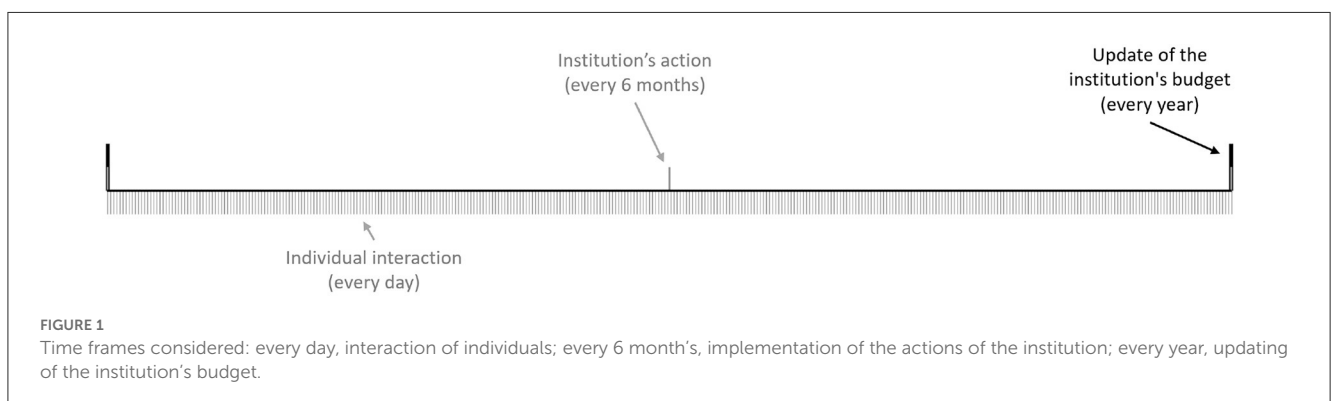 Institution's action
(every 6 months)
Update of the
institution's budget
(every year)
Individual interaction
(every day)
FIGURE 1
Time frames considered: every day, interaction of individuals; every 6 month's, implementation of the actions of the institution; every year, updating
of the institution's budget.